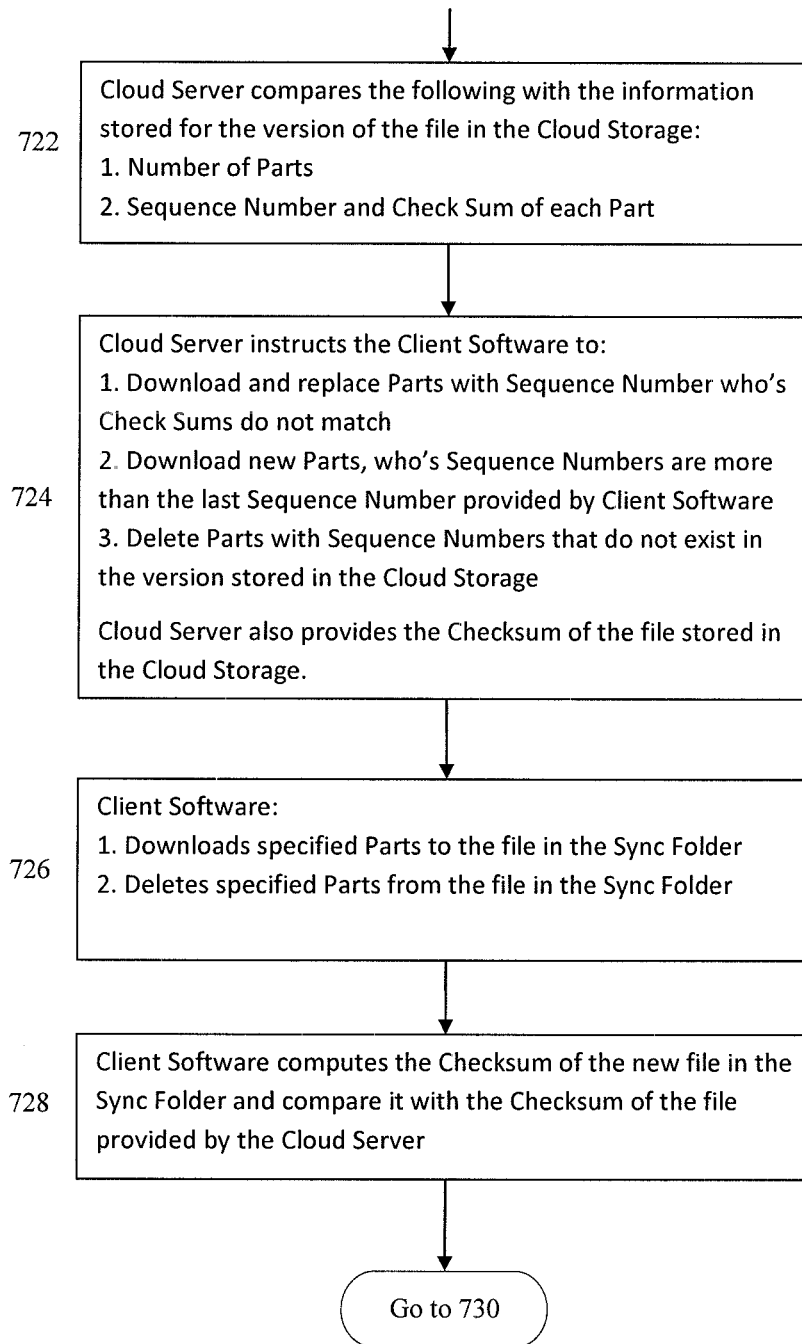 722
Cloud Server compares the following with the information
stored for the version of the file in the Cloud Storage:
1. Number of Parts
2. Sequence Number and Check Sum of each Part
724
Cloud Server instructs the Client Software to:
1. Download and replace Parts with Sequence Number who's
Check Sums do not match
2. Download new Parts, who's Sequence Numbers are more
than the last Sequence Number provided by Client Software
3. Delete Parts with Sequence Numbers that do not exist in
the version stored in the Cloud Storage
Cloud Server also provides the Checksum of the file stored in
the Cloud Storage.
726
Client Software:
1. Downloads specified Parts to the file in the Sync Folder
2. Deletes specified Parts from the file in the Sync Folder
728
Client Software computes the Checksum of the new file in the
Sync Folder and compare it with the Checksum of the file
provided by the Cloud Server
Go to 730